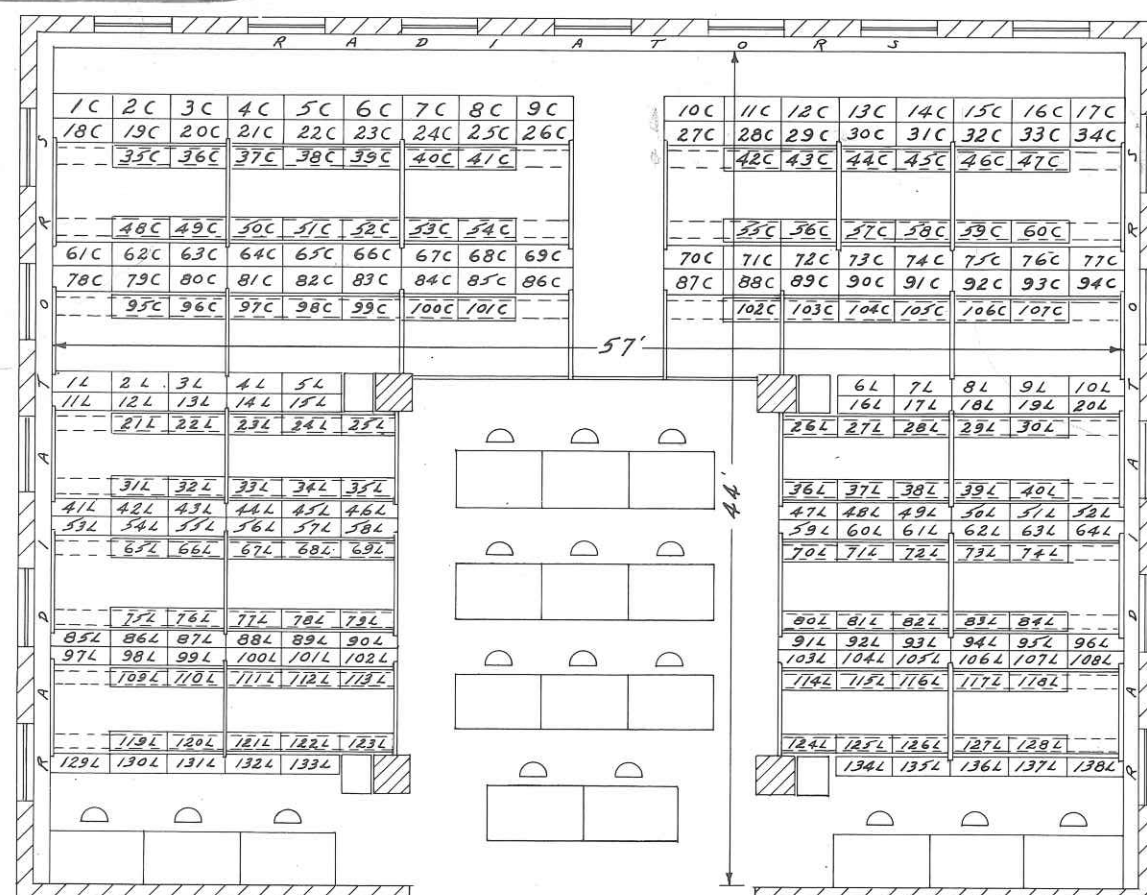 RADIATORS
1C 2C 3C 4C 5C 6C 7C 8C 9C 10C 11C 12C 13C 14C 15C 16C 17C
18C 19C 20C 21C 22C 23C 24C 25C 26C 27C 28C 29C 30C 31C 32C 33C 34C
35C 36C 37C 38C 39C 40C 41C 42C 43C 44C 45C 46C 47C
48C 49C 50C 51C 52C 53C 54C 55C 56C 57C 58C 59C 60C
61C 62C 63C 64C 65C 66C 67C 68C 69C 70C 71C 72C 73C 74C 75C 76C 77C
78C 79C 80C 81C 82C 83C 84C 85C 86C 87C 88C 89C 90C 91C 92C 93C 94C
95C 96C 97C 98C 99C 100C 101C 102C 103C 104C 105C 106C 107C
57'
1L 2L 3L 4L 5L 6L 7L 8L 9L 10L
11L 12L 13L 14L 15L 16L 17L 18L 19L 20L
21L 22L 23L 24L 25L 26L 27L 28L 29L 30L
31L 32L 33L 34L 35L 36L 37L 38L 39L 40L
44'
41L 42L 43L 44L 45L 46L 47L 48L 49L 50L 51L 52L
53L 54L 55L 56L 57L 58L 59L 60L 61L 62L 63L 64L
65L 66L 67L 68L 69L 70L 71L 72L 73L 74L
75L 76L 77L 78L 79L 80L 81L 82L 83L 84L
85L 86L 87L 88L 89L 90L 91L 92L 93L 94L 95L 96L
97L 98L 99L 100L 101L 102L 103L 104L 105L 106L 107L 108L
109L 110L 111L 112L 113L 114L 115L 116L 117L 118L
119L 120L 121L 122L 123L 124L 125L 126L 127L 128L
129L 130L 131L 132L 133L 134L 135L 136L 137L 138L
RADIATORS
RADIATORS